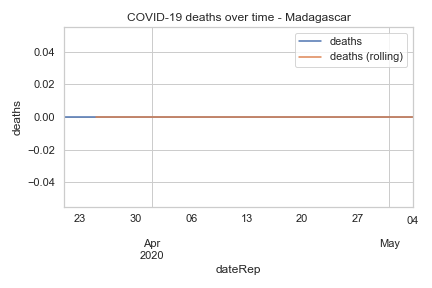 COVID-19 deaths over time - Madagascar
deaths
deaths (rolling)
deaths
0.04
0.02
0.00
−0.02
−0.04
23 30 06 13 20 27 04
Apr May
2020
dateRep